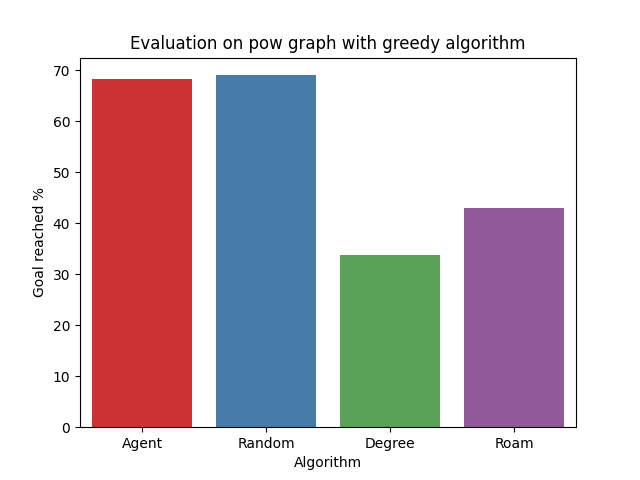 Evaluation on pow graph with greedy algorithm
70
60
50
40
30
20
10
0
Goal reached %
Agent
Random
Degree
Roam
Algorithm